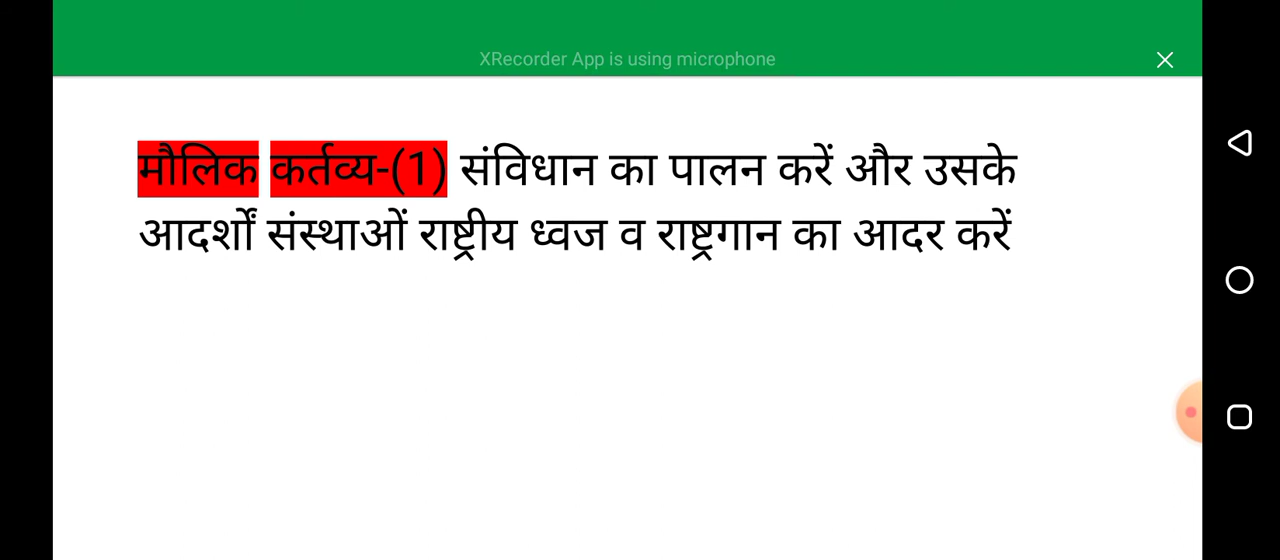 XRecorder App is using microphone
मौलिक कर्तव्य-(1) संविधान का पालन करें और उसके
आदर्शों संस्थाओं राष्ट्रीय ध्वज व राष्ट्रगान का आदर करें